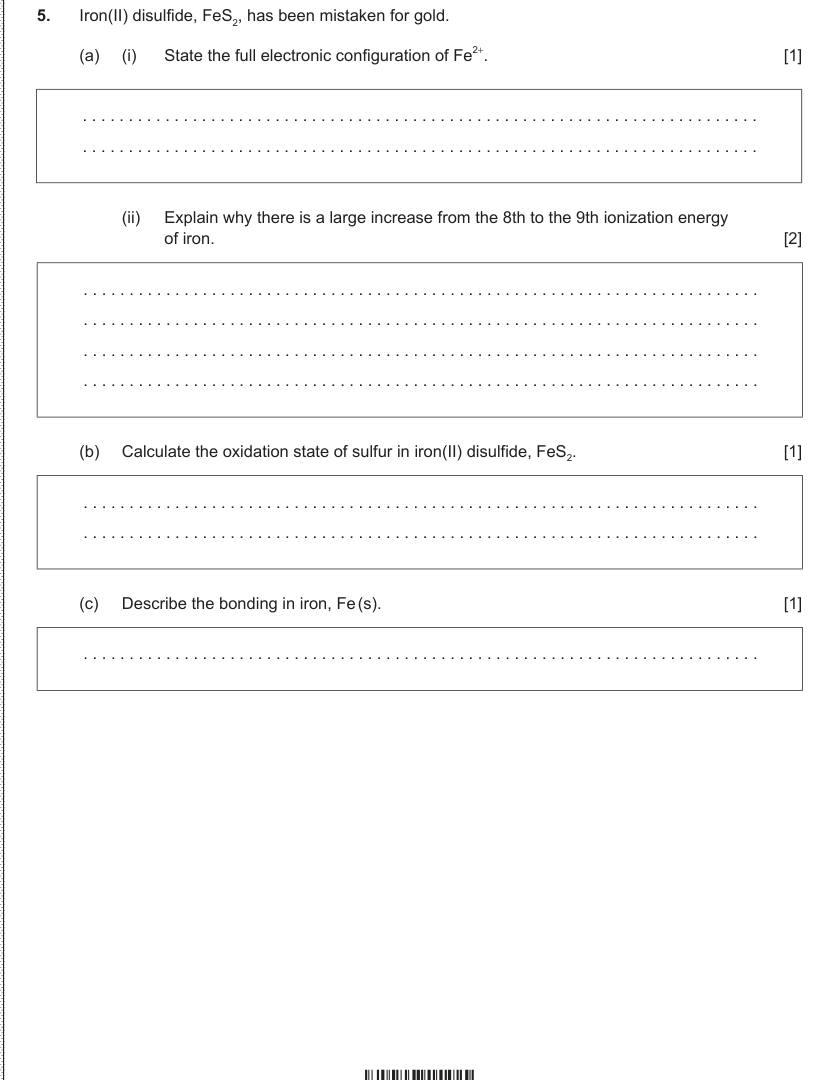 5. Iron(II) disulfide, FeS₂, has been mistaken for gold.
(a) (i) State the full electronic configuration of Fe²⁺. [1]
(ii) Explain why there is a large increase from the 8th to the 9th ionization energy
of iron. [2]
(b) Calculate the oxidation state of sulfur in iron(II) disulfide, FeS₂. [1]
(c) Describe the bonding in iron, Fe (s). [1]